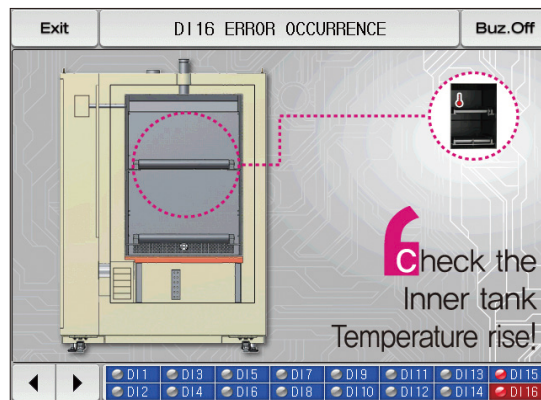 Exit
DI16 ERROR OCCURRENCE
Buz.Off
Check the
Inner tank
Temperature rise!
DI1 DI3 DI5 DI7 DI9 DI11 DI13 DI15
DI2 DI4 DI6 DI8 DI10 DI12 DI14 DI16